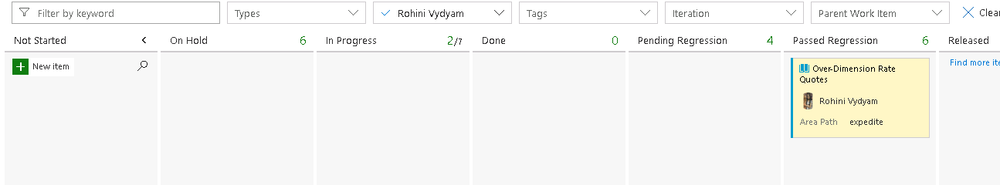 Filter by keyword
Types
Rohini Vydyam
Tags
Iteration
Parent Work Item
Clear
Not Started
On Hold 6
In Progress 2/7
Done 0
Pending Regression 4
Passed Regression 6
Released
New item
Over-Dimension Rate
Quotes
Rohini Vydyam
Area Path expedite
Find more ite